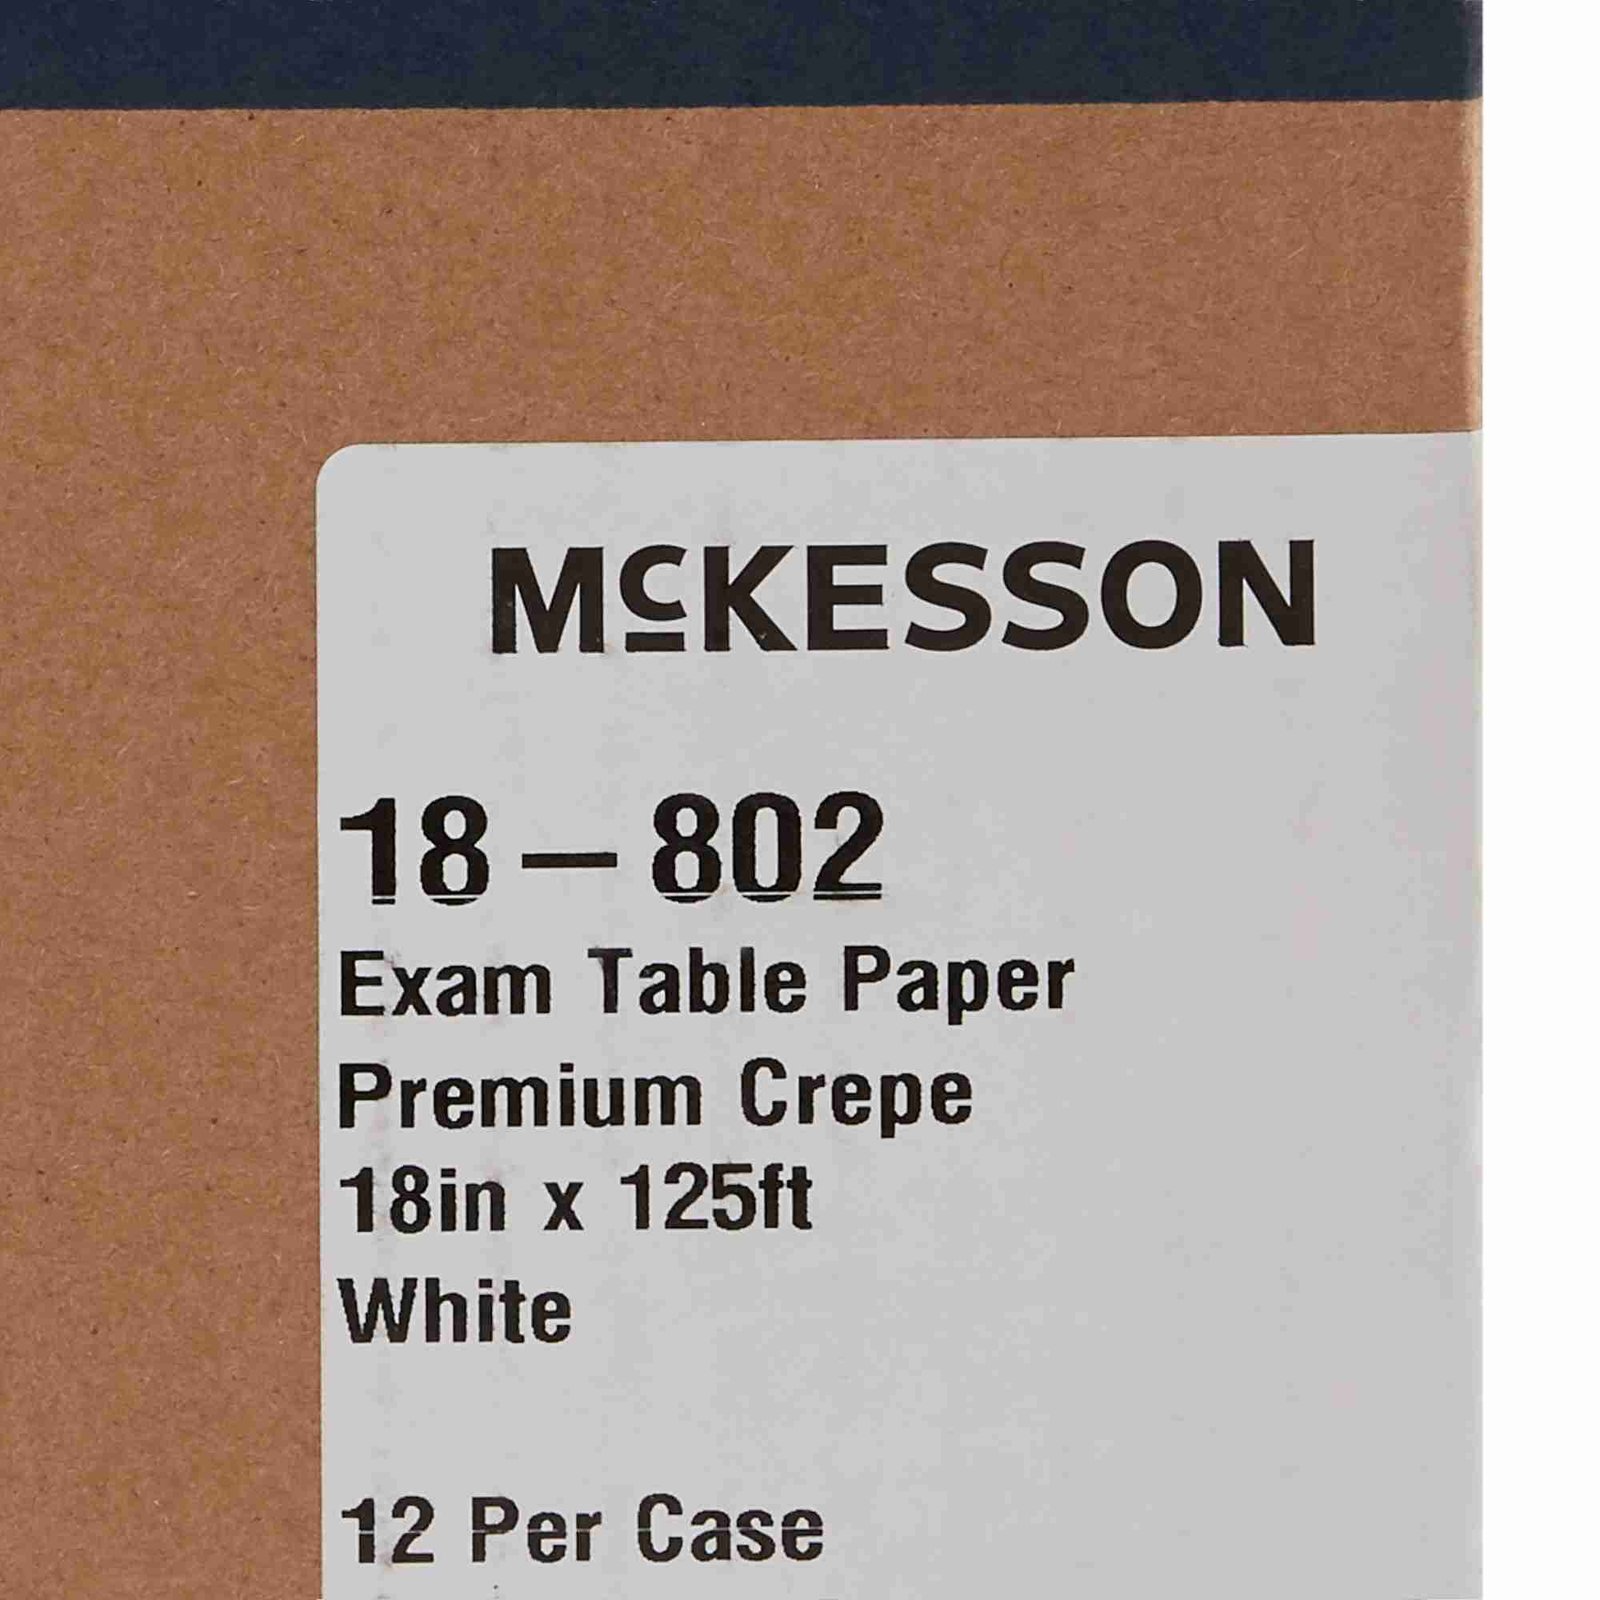 McKESSON
18-802
Exam Table Paper
Premium Crepe
18in x 125ft
White
12 Per Case